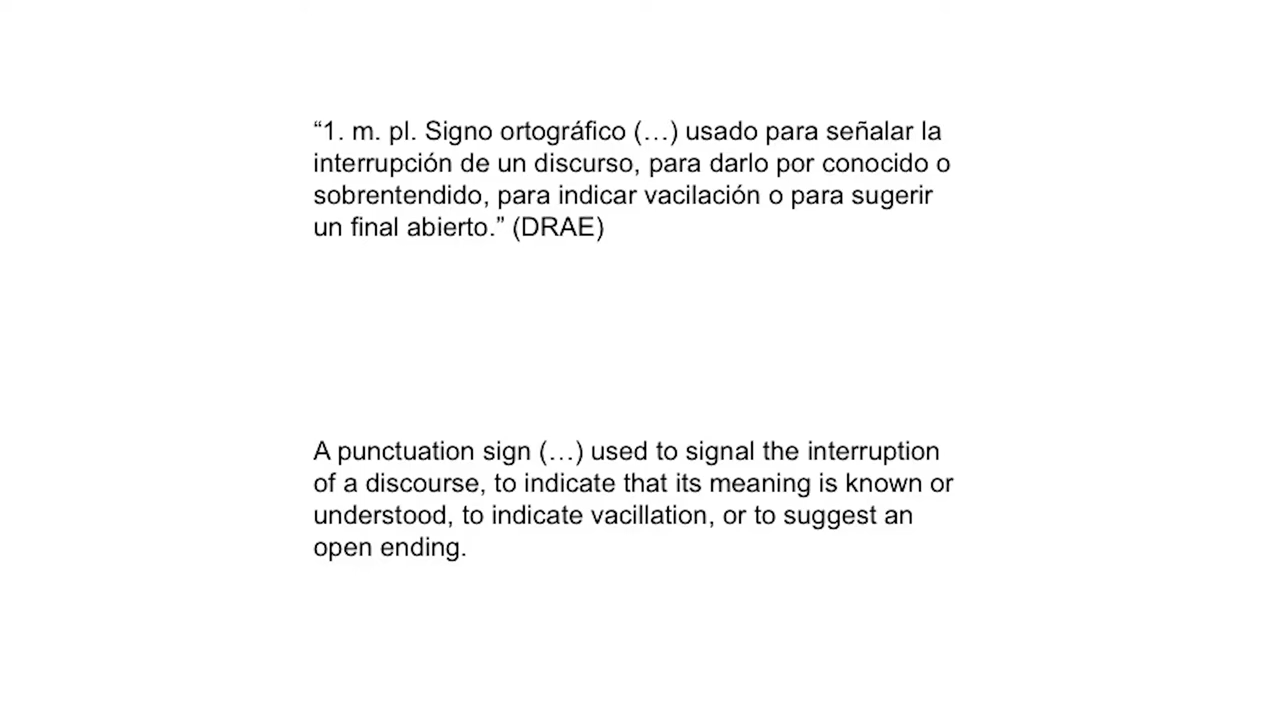 “1. m. pl. Signo ortográfico (…) usado para señalar la
interrupción de un discurso, para darlo por conocido o
sobrentendido, para indicar vacilación o para sugerir
un final abierto.” (DRAE)
A punctuation sign (…) used to signal the interruption
of a discourse, to indicate that its meaning is known or
understood, to indicate vacillation, or to suggest an
open ending.